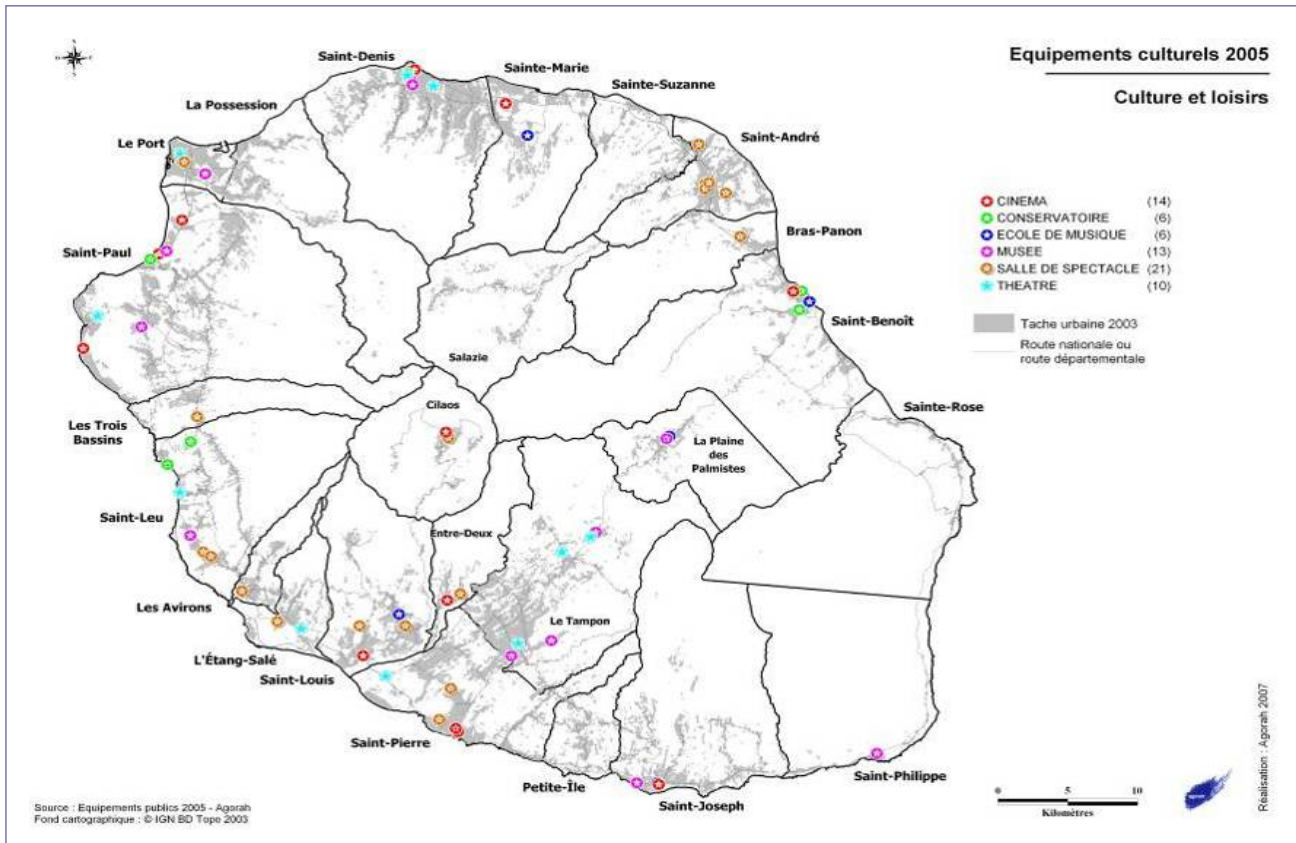 Equipements culturels 2005
Culture et loisirs
Saint-Denis
Sainte-Marie
Sainte-Suzanne
La Possession
Le Port
Saint-André
CINEMA (14)
CONSERVATOIRE (6)
ECOLE DE MUSIQUE (6)
MUSEE (13)
SALLE DE SPECTACLE (21)
THEATRE (10)
Tache urbaine 2003
Route nationale ou
route départementale
Saint-Paul
Bras-Panon
Saint-Benoît
Salazie
Cilaos
Sainte-Rose
Les Trois
Bassins
La Plaine
des
Palmistes
Saint-Leu
Entre-Deux
Les Avirons
Le Tampon
L'Étang-Salé
Saint-Louis
Saint-Pierre
Petite-Île
Saint-Joseph
Saint-Philippe
0 5 10
Kilomètres
Réalisation : Agorah 2007
Source : Equipements publics 2005 - Agorah
Fond cartographique : © IGN BD Topo 2003